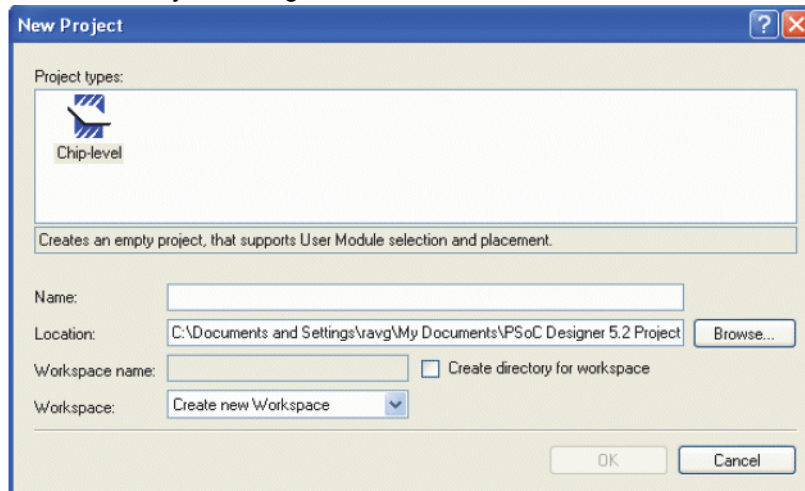 New Project
Project types:
Chip-level
Creates an empty project, that supports User Module selection and placement.
Name:
Location: C:\Documents and Settings\ravg\My Documents\PSoC Designer 5.2 Project Browse...
Workspace name: Create directory for workspace
Workspace: Create new Workspace
OK Cancel